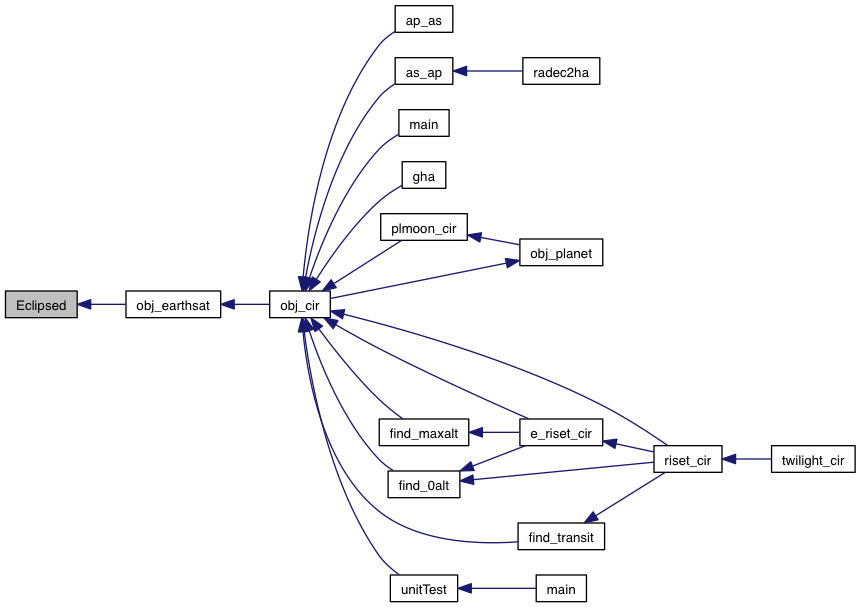 ap_as
as_ap
radec2ha
main
gha
plmoon_cir
obj_planet
Eclipsed
obj_earthsat
obj_cir
find_maxalt
e_riset_cir
riset_cir
twilight_cir
find_0alt
find_transit
unitTest
main